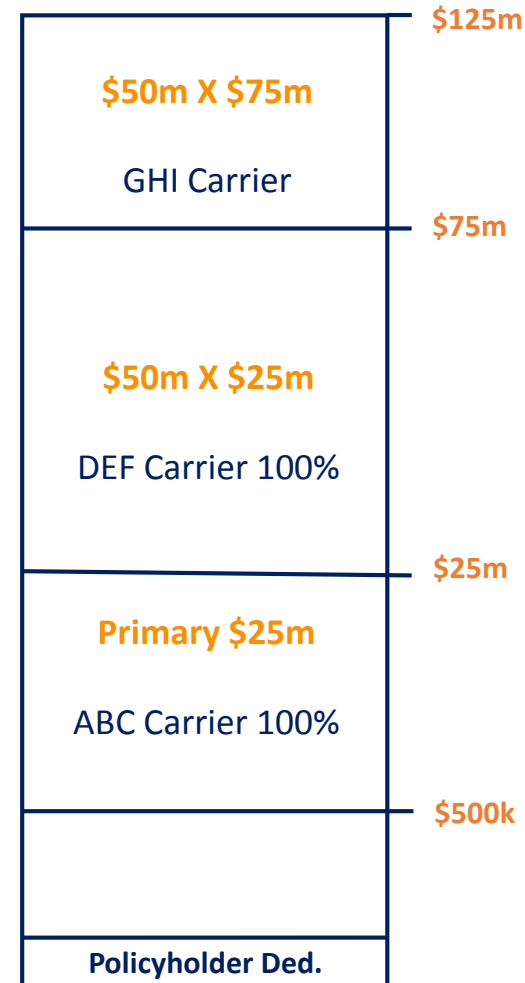 $125m
$50m X $75m
GHI Carrier
$75m
$50m X $25m
DEF Carrier 100%
$25m
Primary $25m
ABC Carrier 100%
$500k
Policyholder Ded.